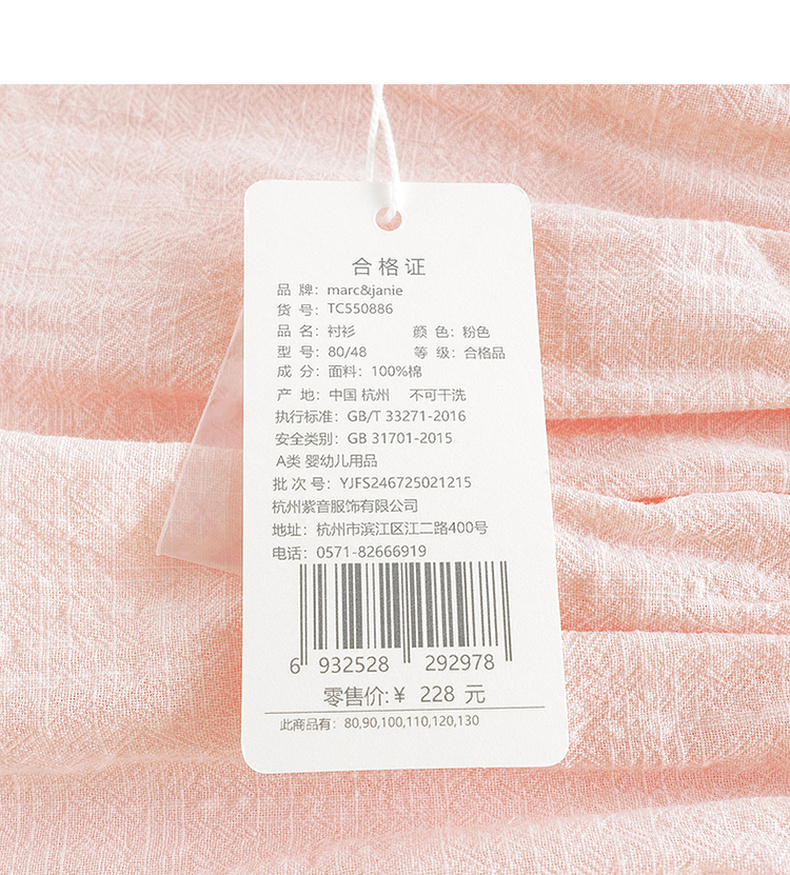 合格证
品 牌：marc&janie
货 号：TC550886
品 名：衬衫 颜 色：粉色
型 号：80/48 等 级：合格品
成 分：面料：100%棉
产 地：中国 杭州 不可干洗
执行标准：GB/T 33271-2016
安全类别：GB 31701-2015
A类 婴幼儿用品
批 次 号：YJFS246725021215
杭州紫音服饰有限公司
地址：杭州市滨江区江二路400号
电话：0571-82666919
6 932528 292978
零售价:￥ 228 元
此商品有：80,90,100,110,120,130